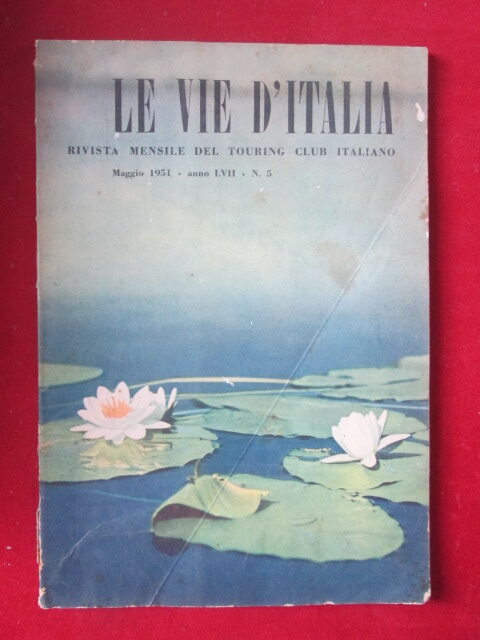 LE VIE D'ITALIA
RIVISTA MENSILE DEL TOURING CLUB ITALIANO
Maggio 1951 - anno LVII - N. 5